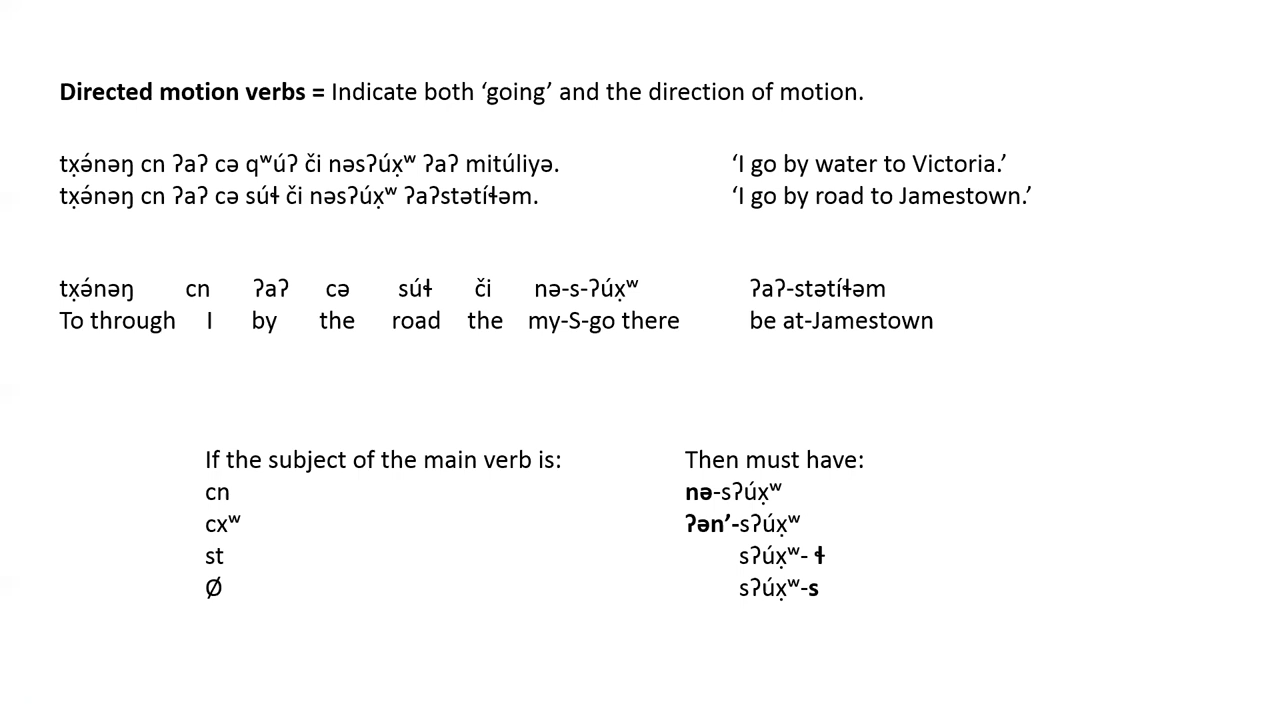 Directed motion verbs = Indicate both ‘going’ and the direction of motion.
tx̣ə́nəŋ cn ʔaʔ cə qʷúʔ či nəsʔúx̣ʷ ʔaʔ mitúliyə. ‘I go by water to Victoria.’
tx̣ə́nəŋ cn ʔaʔ cə súɬ či nəsʔúx̣ʷ ʔaʔstətíɬəm. ‘I go by road to Jamestown.’
tx̣ə́nəŋ cn ʔaʔ cə súɬ či nə-s-ʔúx̣ʷ ʔaʔ-stətíɬəm
To through I by the road the my-S-go there be at-Jamestown
If the subject of the main verb is: Then must have:
cn nə-sʔúx̣ʷ
cxʷ ʔən’-sʔúx̣ʷ
st sʔúx̣ʷ- ɬ
Ø sʔúx̣ʷ-s